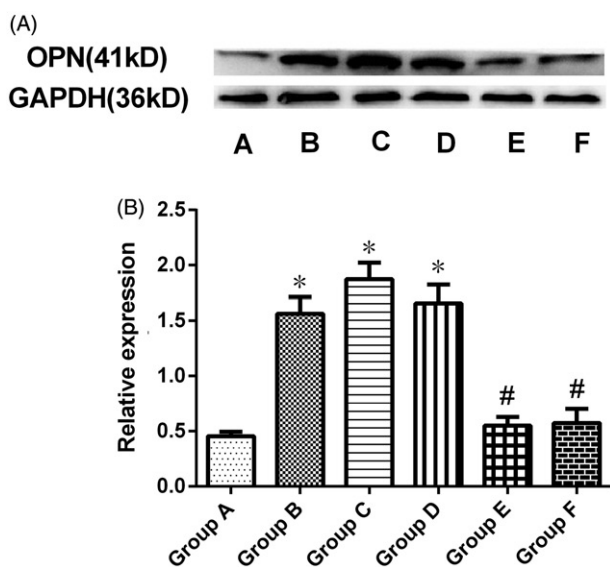 (A)
OPN(41kD)
GAPDH(36kD)
A B C D E F
(B)
Relative expression
2.5
2.0
1.5
1.0
0.5
0.0
* * *
# #
Group A Group B Group C Group D Group E Group F